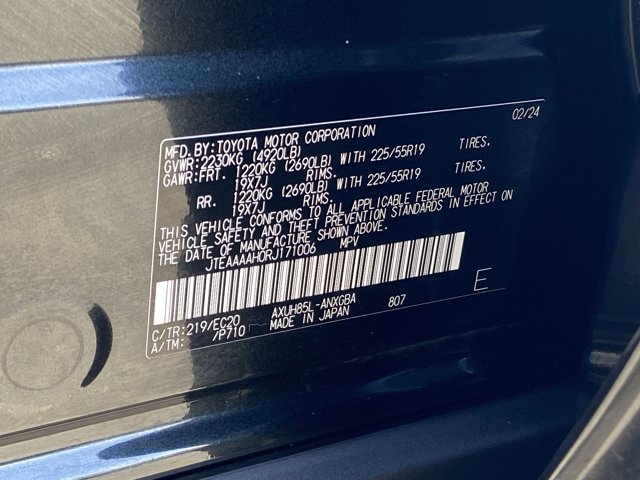 02/24
MFD.BY:TOYOTA MOTOR CORPORATION
GVWR:2230KG (4920LB)
GAWR:FRT. 1220KG (2690LB) WITH 225/55R19 TIRES.
19X7J RIMS.
RR. 1220KG (2690LB) WITH 225/55R19 TIRES.
19X7J RIMS.
THIS VEHICLE CONFORMS TO ALL APPLICABLE FEDERAL MOTOR
VEHICLE SAFETY AND THEFT PREVENTION STANDARDS IN EFFECT ON
THE DATE OF MANUFACTURE SHOWN ABOVE.
JTEAAAAH0RJ171006 MPV
C/TR:219/EC20 AXUH85L-ANXGBA 807 E
A/TM: /P710 MADE IN JAPAN